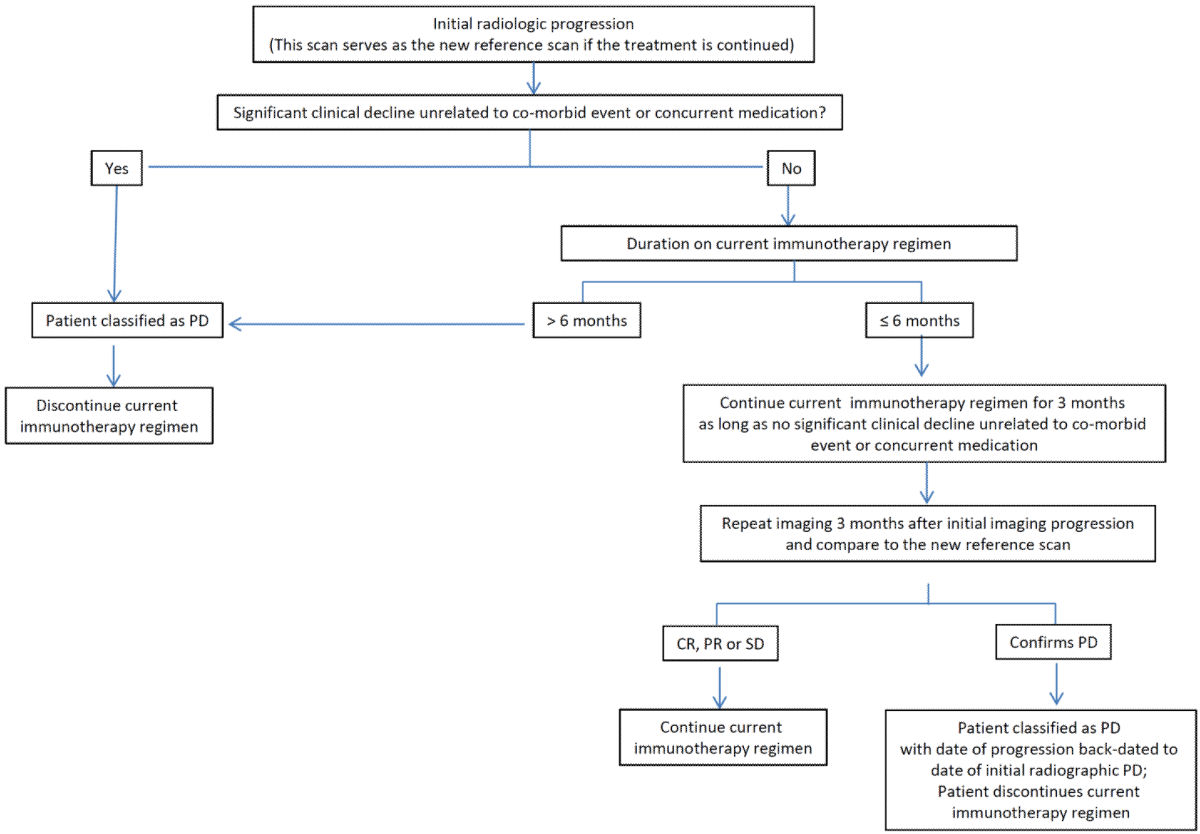 Initial radiologic progression
(This scan serves as the new reference scan if the treatment is continued)
Significant clinical decline unrelated to co-morbid event or concurrent medication?
Yes
No
Duration on current immunotherapy regimen
Patient classified as PD
> 6 months
≤ 6 months
Discontinue current
immunotherapy regimen
Continue current  immunotherapy regimen for 3 months
as long as no significant clinical decline unrelated to co-morbid
event or concurrent medication
Repeat imaging 3 months after initial imaging progression
and compare to the new reference scan
CR, PR or SD
Confirms PD
Continue current
immunotherapy regimen
Patient classified as PD
with date of progression back-dated to
date of initial radiographic PD;
Patient discontinues current
immunotherapy regimen